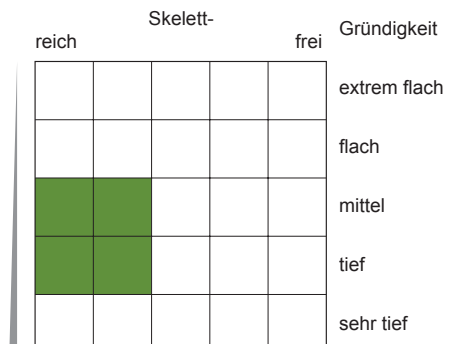 Skelett-
reich frei
Gründigkeit
extrem flach
flach
mittel
tief
sehr tief